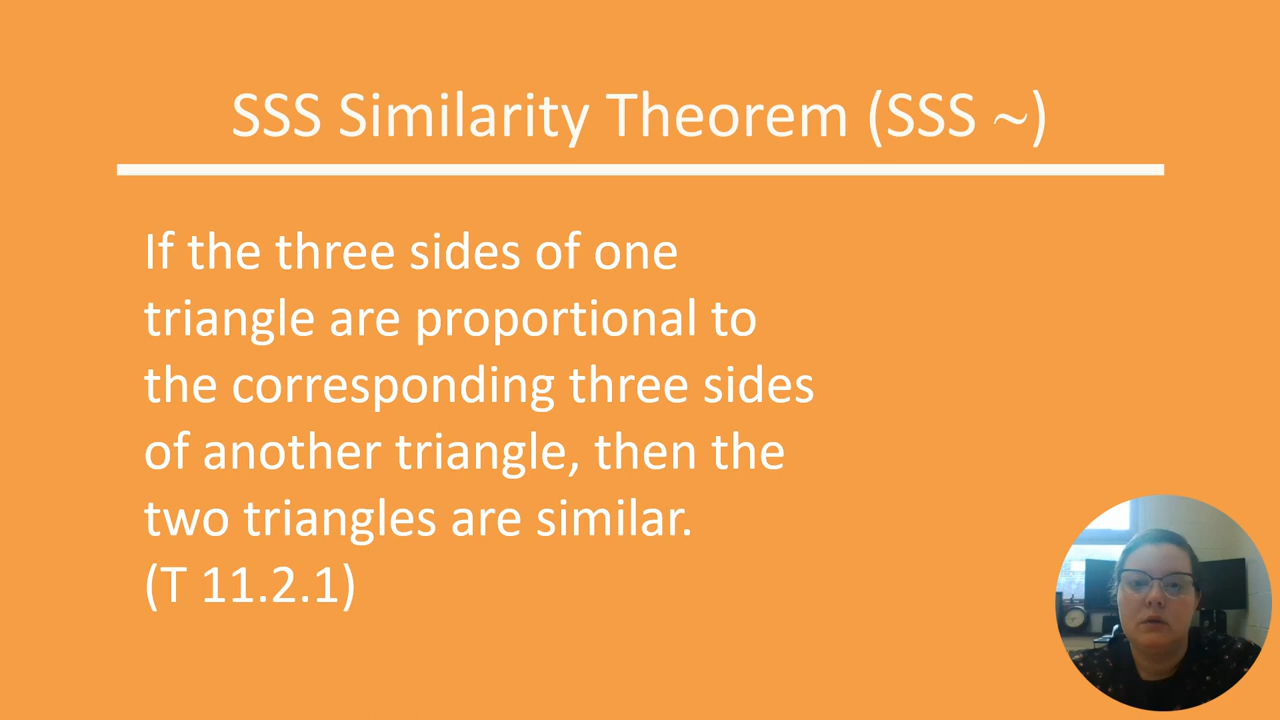 SSS Similarity Theorem (SSS ~)
If the three sides of one
triangle are proportional to
the corresponding three sides
of another triangle, then the
two triangles are similar.
(T 11.2.1)